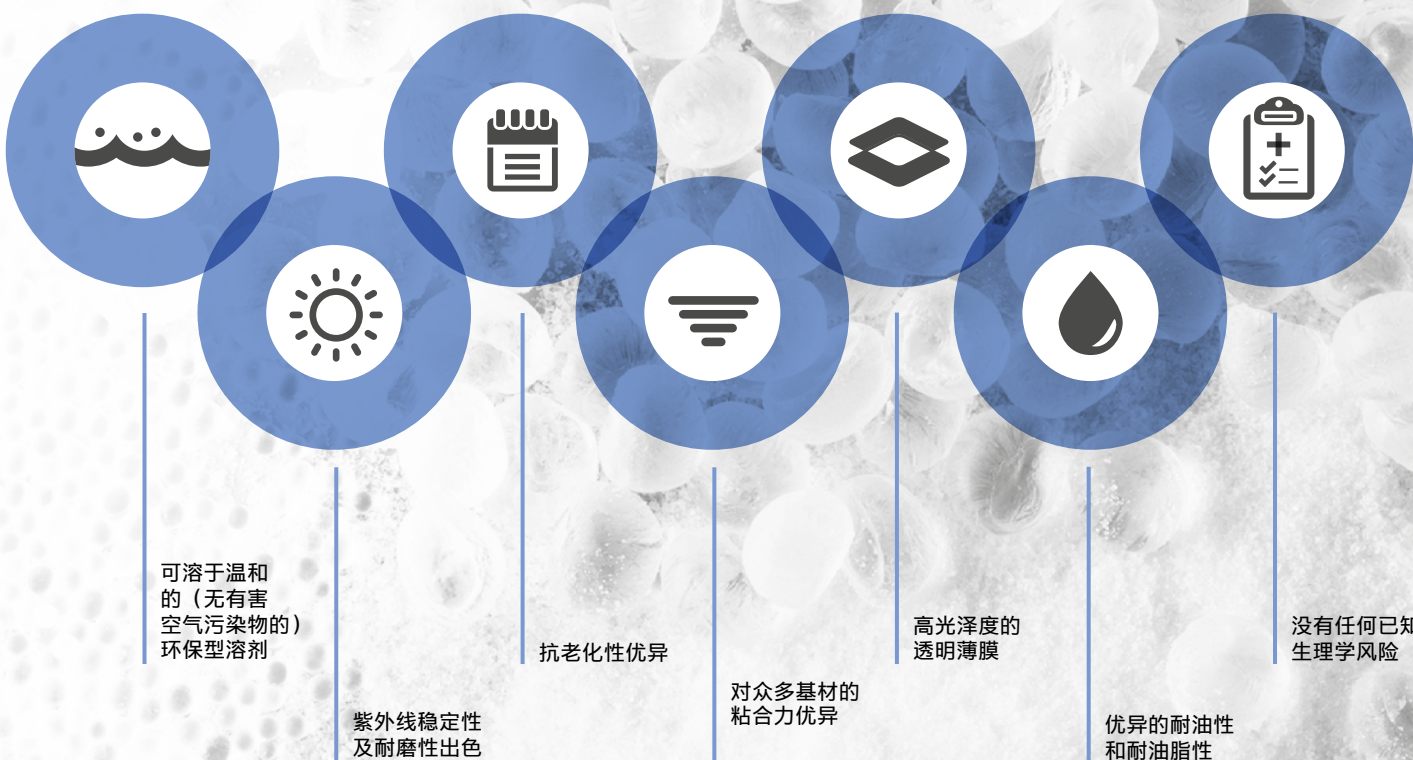 可溶于温和
的（无有害
空气污染物的）
环保型溶剂
紫外线稳定性
及耐磨性出色
抗老化性优异
对众多基材的
粘合力优异
高光泽度的
透明薄膜
优异的耐油性
和耐油脂性
没有任何已知
生理学风险